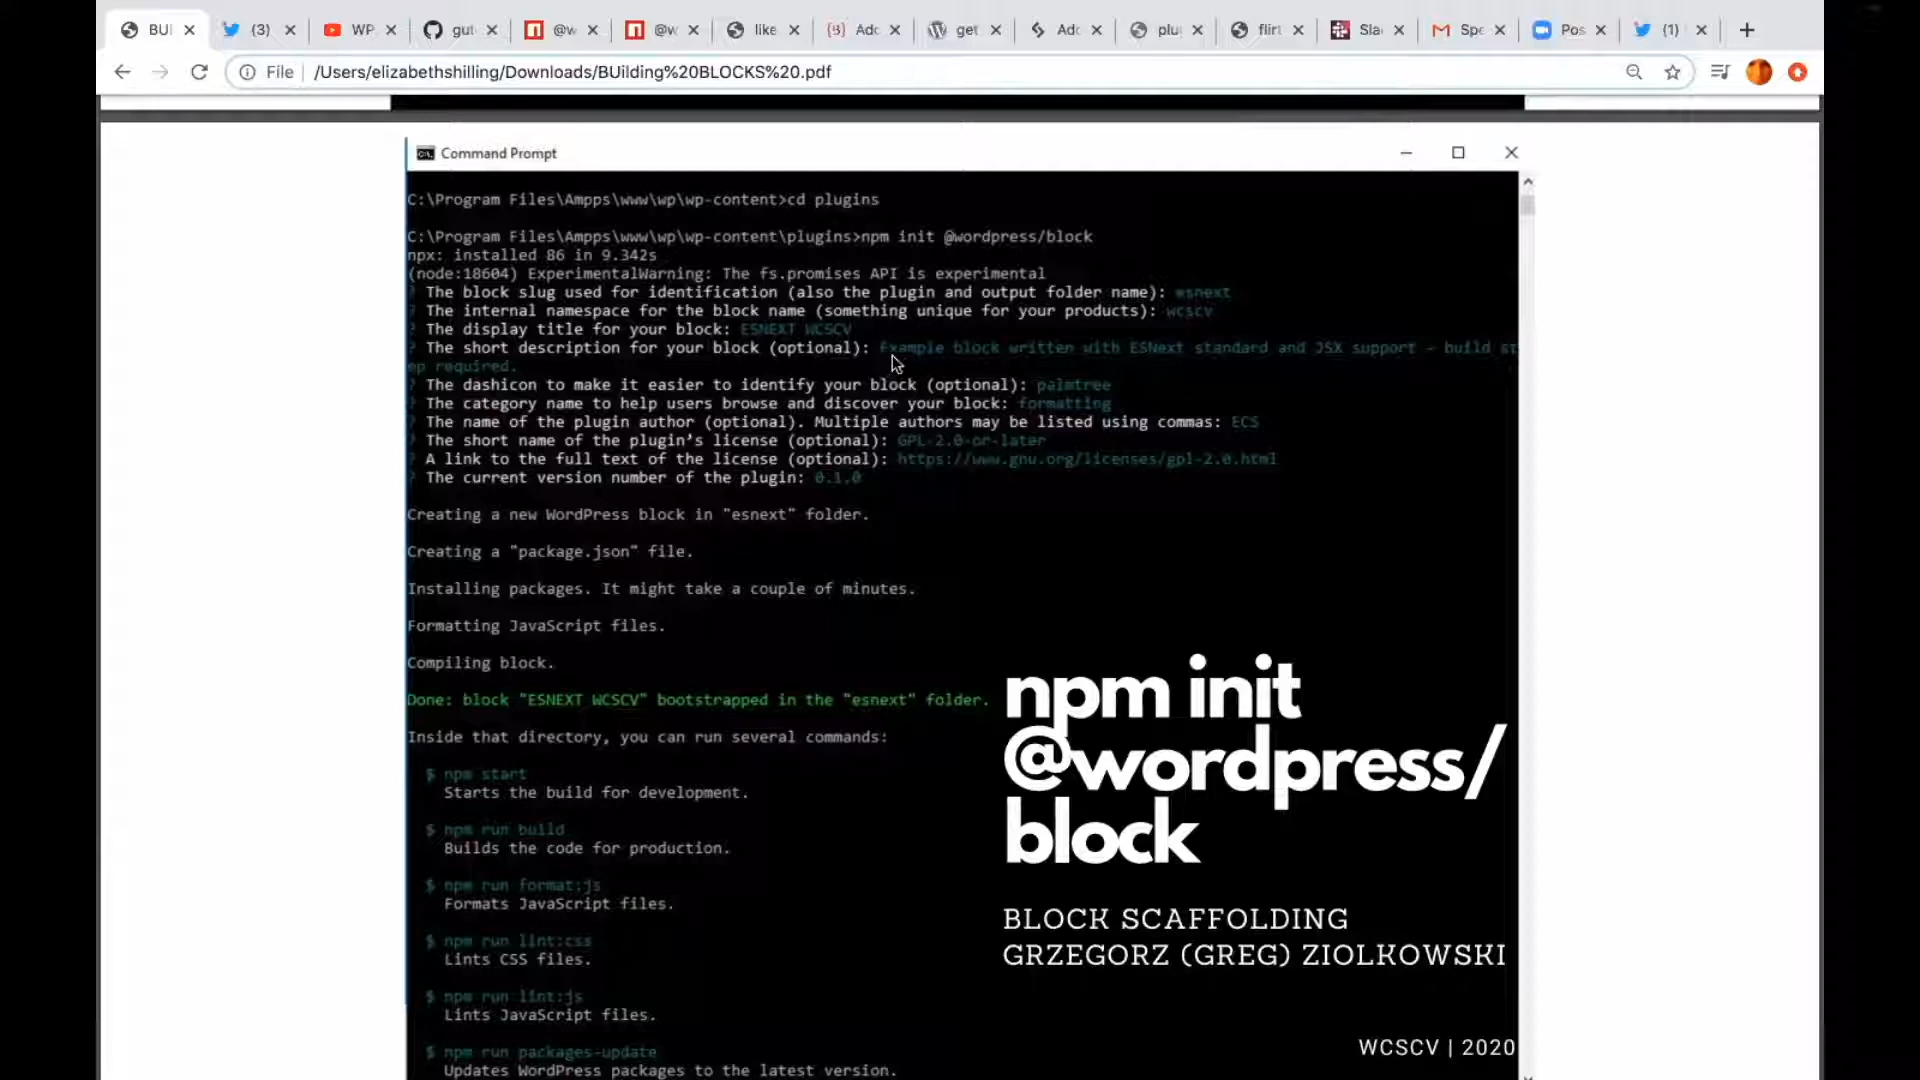 BUI
(3)
WP
gut
@w
@w
like
{§} Adc
get
Adc
plu
flirt
Sla
Spe
Pos
(1)
File | /Users/elizabethshilling/Downloads/BUilding%20BLOCKS%20.pdf
Command Prompt
C:\Program Files\Ampps\www\wp\wp-content>cd plugins
C:\Program Files\Ampps\www\wp\wp-content\plugins>npm init @wordpress/block
npx: installed 86 in 9.342s
(node:18604) ExperimentalWarning: The fs.promises API is experimental
? The block slug used for identification (also the plugin and output folder name): esnext
? The internal namespace for the block name (something unique for your products): wcscv
? The display title for your block: ESNEXT WCSCV
? The short description for your block (optional): Example block written with ESNext standard and JSX support – build st
ep required.
? The dashicon to make it easier to identify your block (optional): palmtree
? The category name to help users browse and discover your block: formatting
? The name of the plugin author (optional). Multiple authors may be listed using commas: ECS
? The short name of the plugin’s license (optional): GPL-2.0-or-later
? A link to the full text of the license (optional): https://www.gnu.org/licenses/gpl-2.0.html
? The current version number of the plugin: 0.1.0
Creating a new WordPress block in "esnext" folder.
Creating a "package.json" file.
Installing packages. It might take a couple of minutes.
Formatting JavaScript files.
Compiling block.
Done: block "ESNEXT WCSCV" bootstrapped in the "esnext" folder.
Inside that directory, you can run several commands:
$ npm start
Starts the build for development.
$ npm run build
Builds the code for production.
$ npm run format:js
Formats JavaScript files.
$ npm run lint:css
Lints CSS files.
$ npm run lint:js
Lints JavaScript files.
$ npm run packages-update
Updates WordPress packages to the latest version.
npm init
@wordpress/
block
BLOCK SCAFFOLDING
GRZEGORZ (GREG) ZIOLKOWSKI
WCSCV | 2020